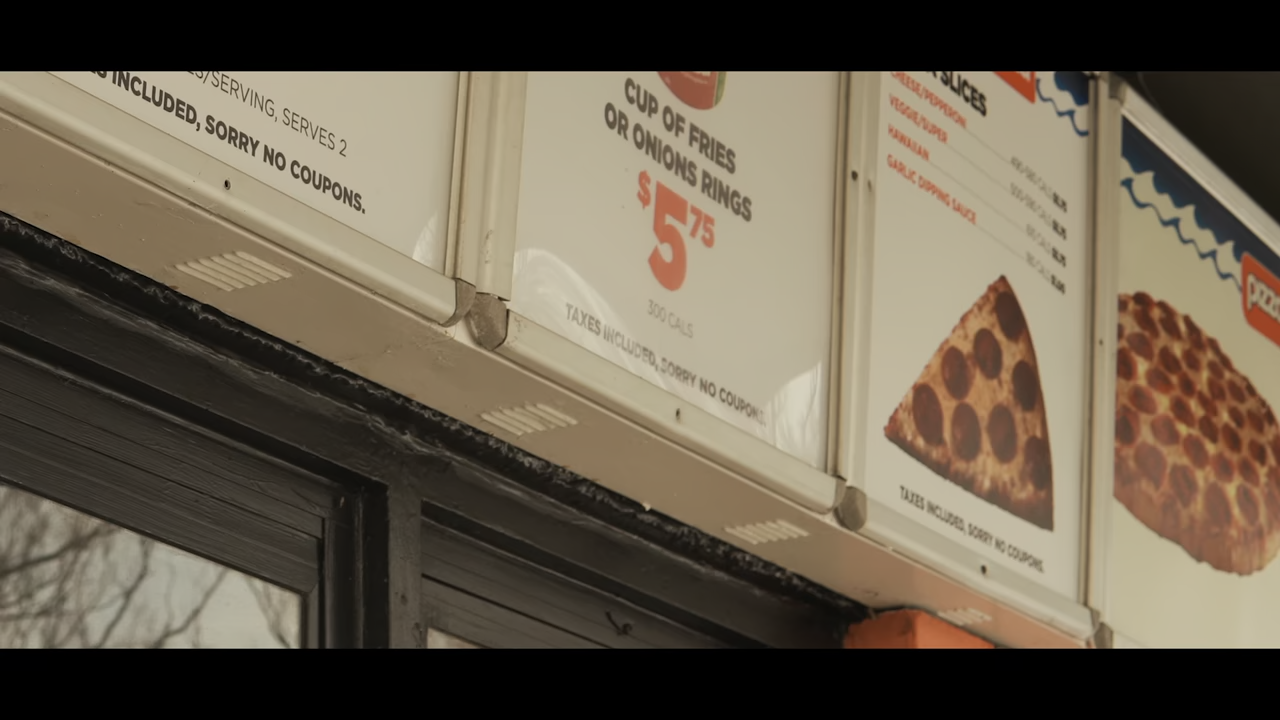 /SERVING, SERVES 2
INCLUDED, SORRY NO COUPONS.
CUP OF FRIES
OR ONIONS RINGS
$5 75
300 CALS
TAXES INCLUDED, SORRY NO COUPONS.
SLICES
CHEESE/PEPPERONI
VEGGIE/SUPER
HAWAIIAN
GARLIC DIPPING SAUCE
TAXES INCLUDED, SORRY NO COUPONS.
pizza